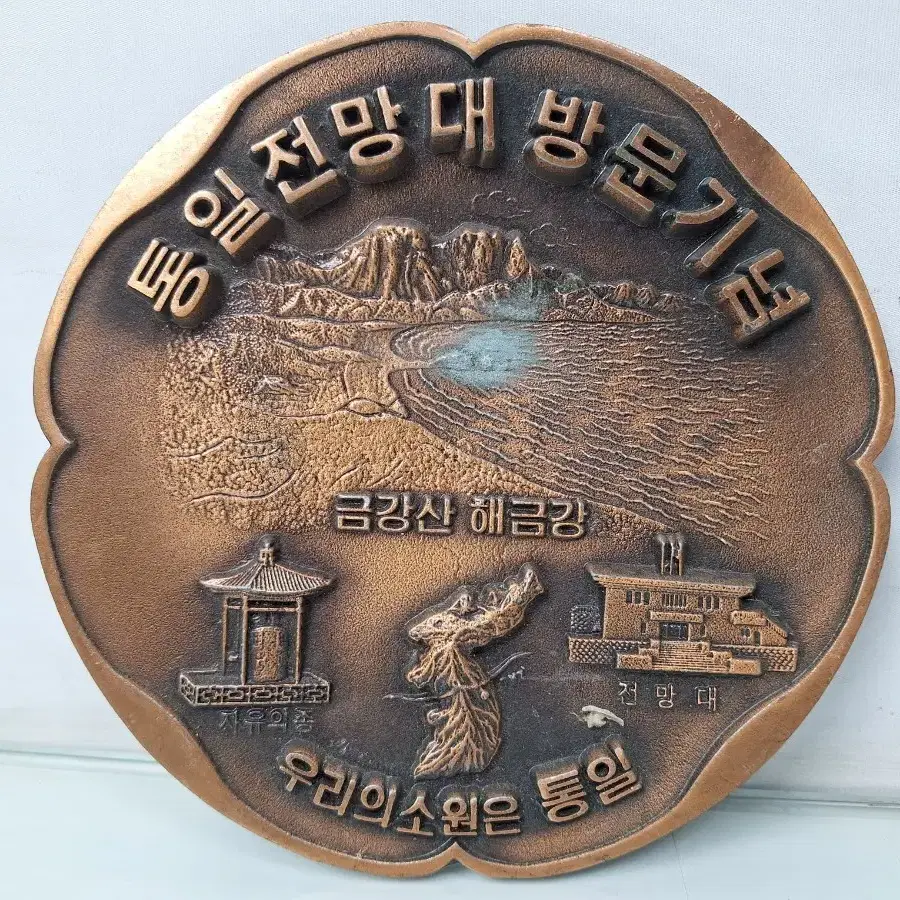 통일전망대 방문기념
금강산 해금강
자유의종
전망대
우리의소원은 통일